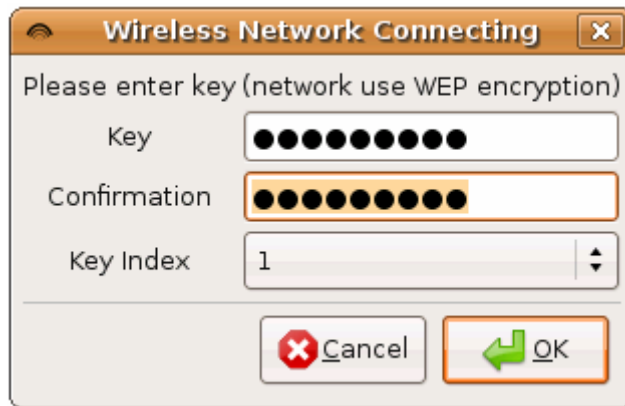 Wireless Network Connecting
Please enter key (network use WEP encryption)
Key ●●●●●●●●●
Confirmation ●●●●●●●●●
Key Index 1
Cancel OK